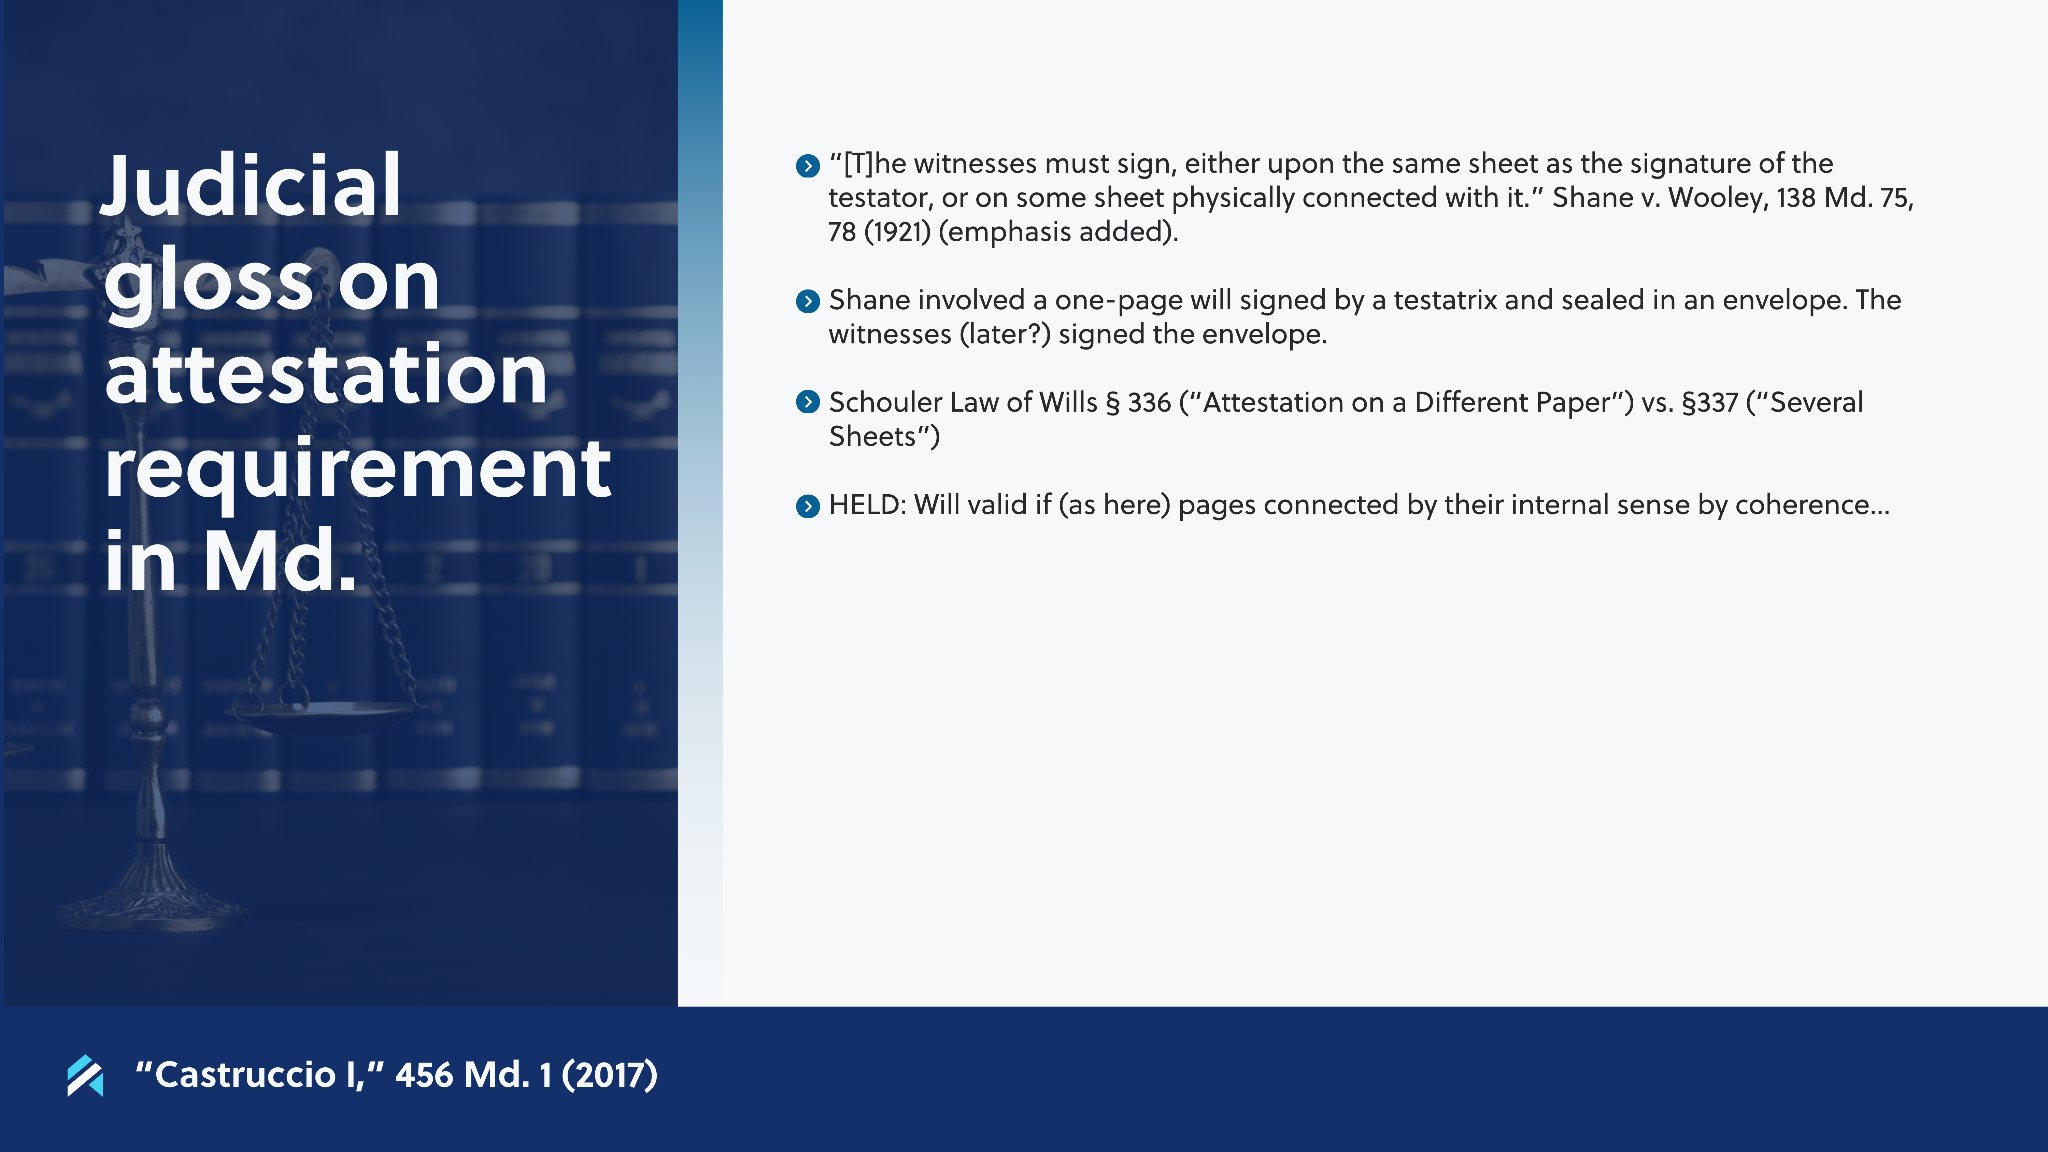 Judicial
gloss on
attestation
requirement
in Md.
“[T]he witnesses must sign, either upon the same sheet as the signature of the
testator, or on some sheet physically connected with it.” Shane v. Wooley, 138 Md. 75,
78 (1921) (emphasis added).
Shane involved a one-page will signed by a testatrix and sealed in an envelope. The
witnesses (later?) signed the envelope.
Schouler Law of Wills § 336 (“Attestation on a Different Paper”) vs. §337 (“Several
Sheets”)
HELD: Will valid if (as here) pages connected by their internal sense by coherence...
“Castruccio I,” 456 Md. 1 (2017)